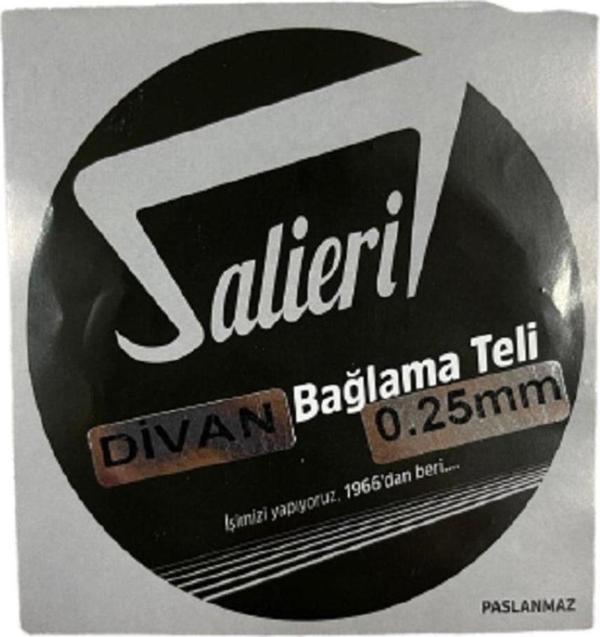 Salieri
Bağlama Teli
DİVAN
0.25mm
İşimizi yapıyoruz, 1966'dan beri....
PASLANMAZ